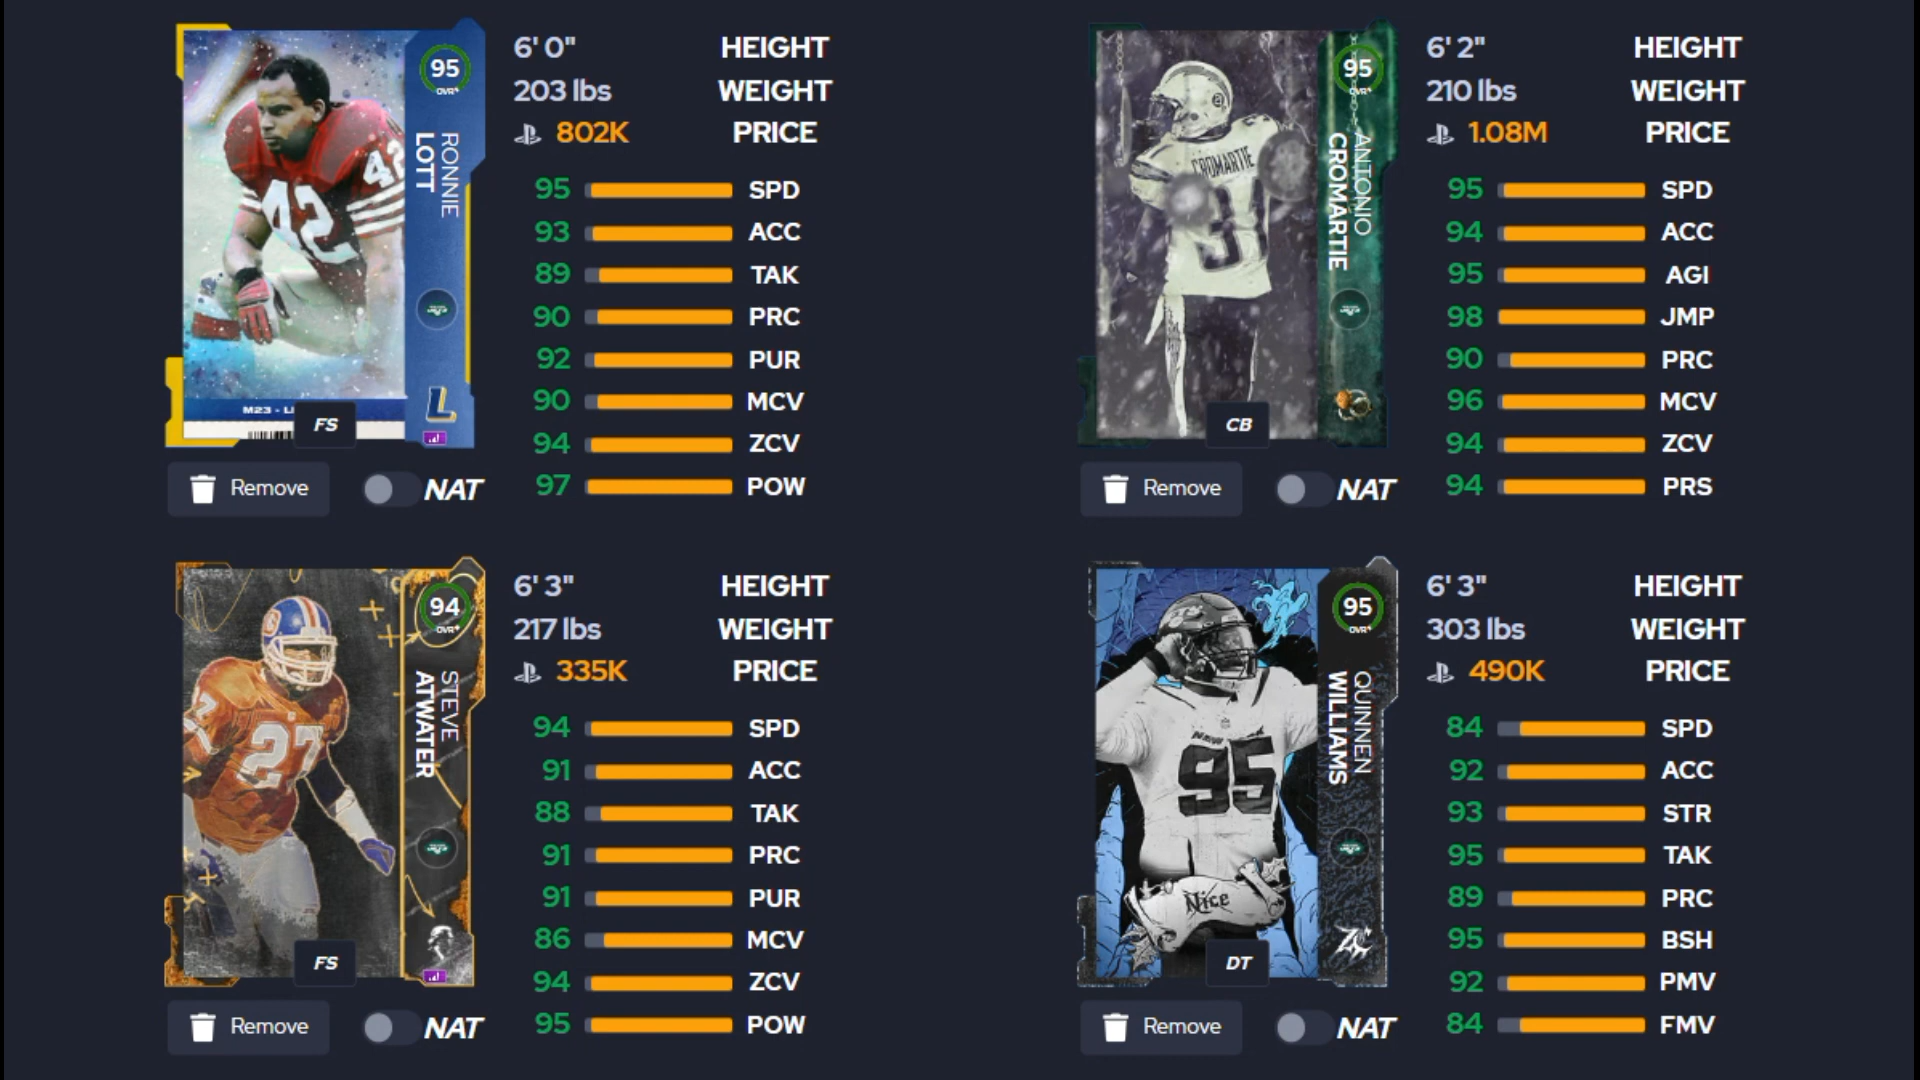 95
OVR
RONNIE
LOTT
42
42
M23 - L
FS
Remove
NAT
6' 0" HEIGHT
203 lbs WEIGHT
802K PRICE
95 SPD
93 ACC
89 TAK
90 PRC
92 PUR
90 MCV
94 ZCV
97 POW
95
OVR
ANTONIO
CROMARTIE
CROMARTIE
31
CB
Remove
NAT
6' 2" HEIGHT
210 lbs WEIGHT
1.08M PRICE
95 SPD
94 ACC
95 AGI
98 JMP
90 PRC
96 MCV
94 ZCV
94 PRS
94
OVR
STEVE
ATWATER
27
27
FS
Remove
NAT
6' 3" HEIGHT
217 lbs WEIGHT
335K PRICE
94 SPD
91 ACC
88 TAK
91 PRC
91 PUR
86 MCV
94 ZCV
95 POW
95
OVR
QUINNEN
WILLIAMS
95
Nice
DT
Remove
NAT
6' 3" HEIGHT
303 lbs WEIGHT
490K PRICE
84 SPD
92 ACC
93 STR
95 TAK
89 PRC
95 BSH
92 PMV
84 FMV